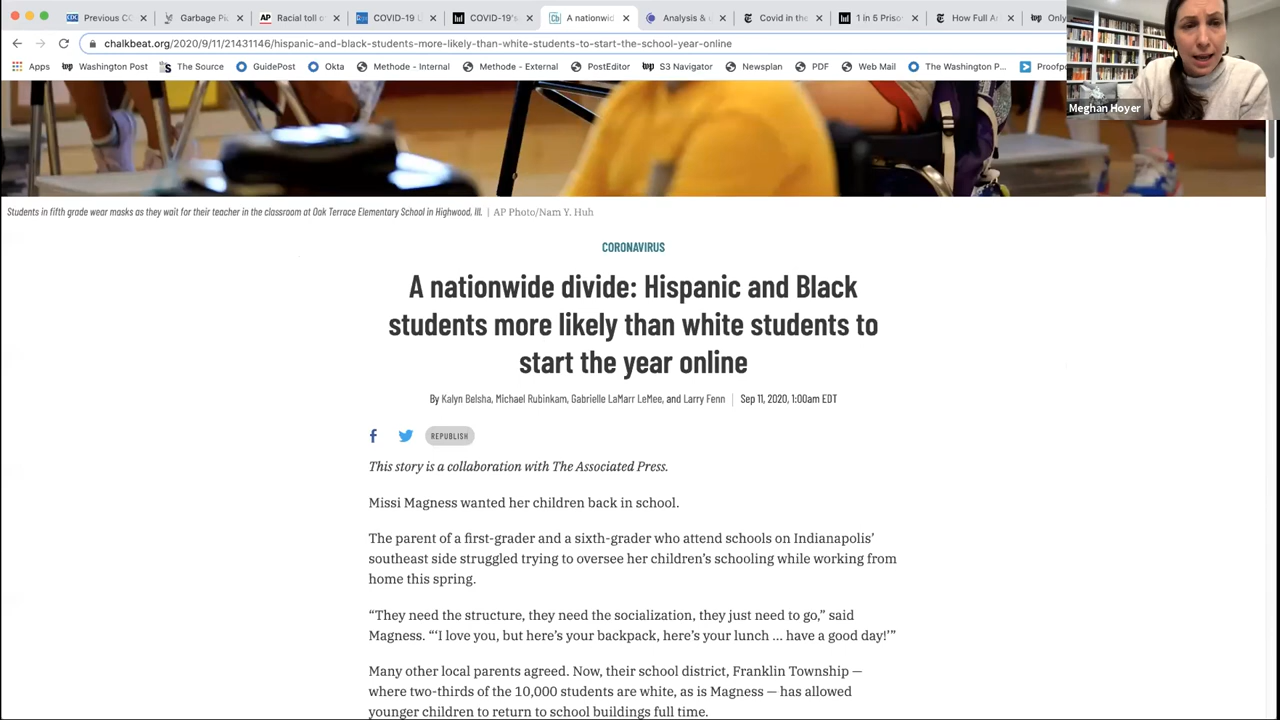 Previous CC
Garbage Pi
AP Racial toll of
COVID-19 L
COVID-19's
Cb A nationwid
Analysis &
Covid in the
1 in 5 Priso
How Full Ar
Only
chalkbeat.org/2020/9/11/21431146/hispanic-and-black-students-more-likely-than-white-students-to-start-the-school-year-online
Apps wp Washington Post The Source GuidePost Okta Methode - Internal Methode - External PostEditor wp S3 Navigator Newsplan PDF Web Mail The Washington P... Proofp
Meghan Hoyer
Students in fifth grade wear masks as they wait for their teacher in the classroom at Oak Terrace Elementary School in Highwood, Ill. | AP Photo/Nam Y. Huh
CORONAVIRUS
A nationwide divide: Hispanic and Black
students more likely than white students to
start the year online
By Kalyn Belsha, Michael Rubinkam, Gabrielle LaMarr LeMee, and Larry Fenn | Sep 11, 2020, 1:00am EDT
REPUBLISH
This story is a collaboration with The Associated Press.
Missi Magness wanted her children back in school.
The parent of a first-grader and a sixth-grader who attend schools on Indianapolis’
southeast side struggled trying to oversee her children’s schooling while working from
home this spring.
“They need the structure, they need the socialization, they just need to go,” said
Magness. “‘I love you, but here’s your backpack, here’s your lunch … have a good day!’”
Many other local parents agreed. Now, their school district, Franklin Township —
where two-thirds of the 10,000 students are white, as is Magness — has allowed
younger children to return to school buildings full time.